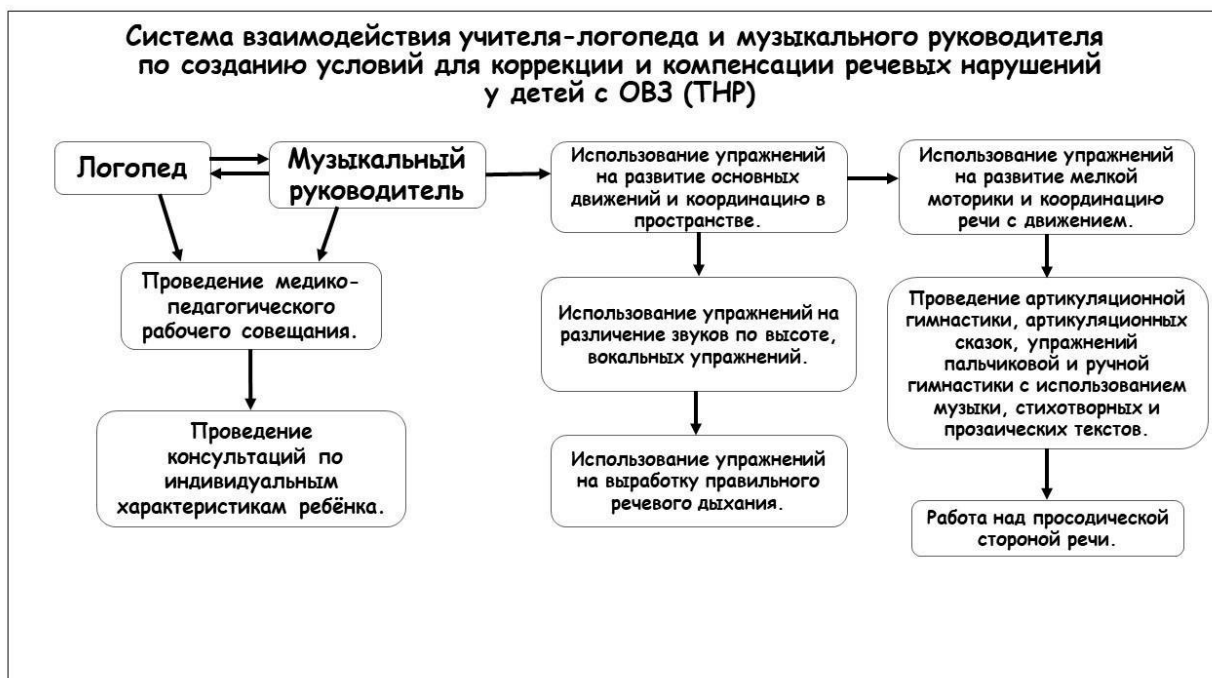 Система взаимодействия учителя-логопеда и музыкального руководителя
по созданию условий для коррекции и компенсации речевых нарушений
у детей с ОВЗ (ТНР)
Логопед
Музыкальный
руководитель
Использование упражнений
на развитие основных
движений и координацию в
пространстве.
Использование упражнений
на развитие мелкой
моторики и координацию
речи с движением.
Проведение медико-
педагогического
рабочего совещания.
Использование упражнений на
различение звуков по высоте,
вокальных упражнений.
Проведение артикуляционной
гимнастики, артикуляционных
сказок, упражнений
пальчиковой и ручной
гимнастики с использованием
музыки, стихотворных и
прозаических текстов.
Проведение
консультаций по
индивидуальным
характеристикам ребёнка.
Использование упражнений
на выработку правильного
речевого дыхания.
Работа над просодической
стороной речи.